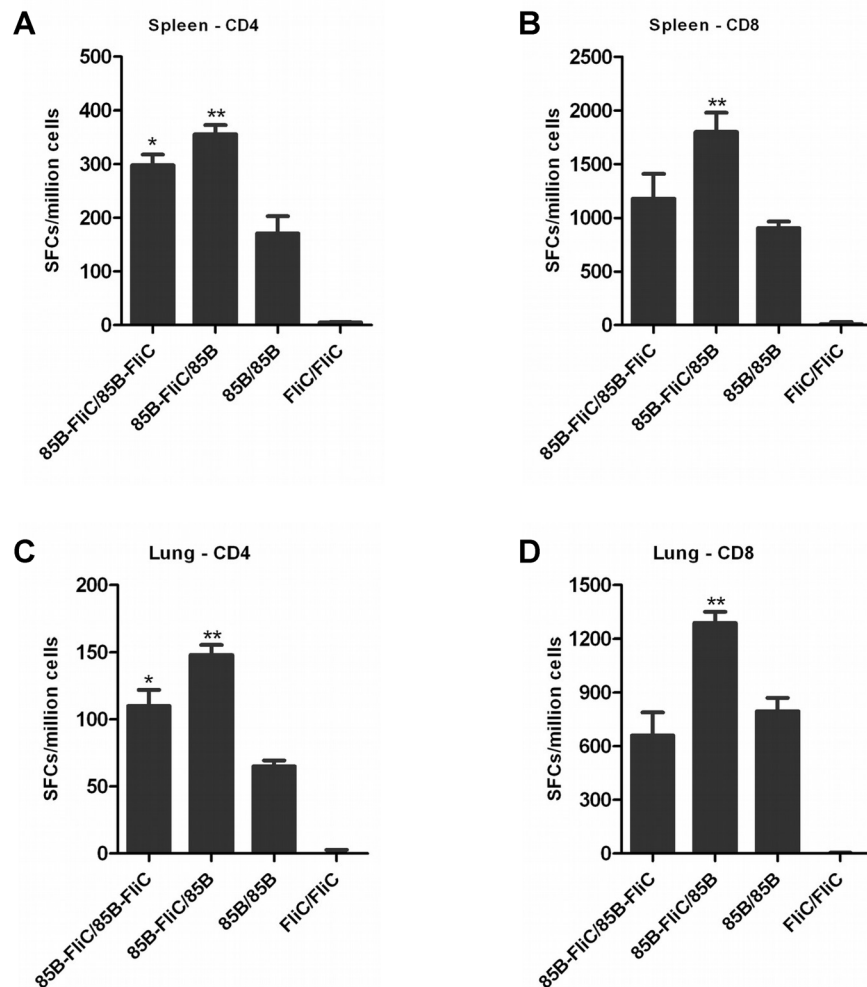 A
Spleen - CD4
SFCs/million cells
500
400
300
200
100
0
*
**
85B-FliC/85B-FliC
85B-FliC/85B
85B/85B
FliC/FliC
B
Spleen - CD8
SFCs/million cells
2500
2000
1500
1000
500
0
**
85B-FliC/85B-FliC
85B-FliC/85B
85B/85B
FliC/FliC
C
Lung - CD4
SFCs/million cells
200
150
100
50
0
*
**
85B-FliC/85B-FliC
85B-FliC/85B
85B/85B
FliC/FliC
D
Lung - CD8
SFCs/million cells
1500
1200
900
600
300
0
**
85B-FliC/85B-FliC
85B-FliC/85B
85B/85B
FliC/FliC